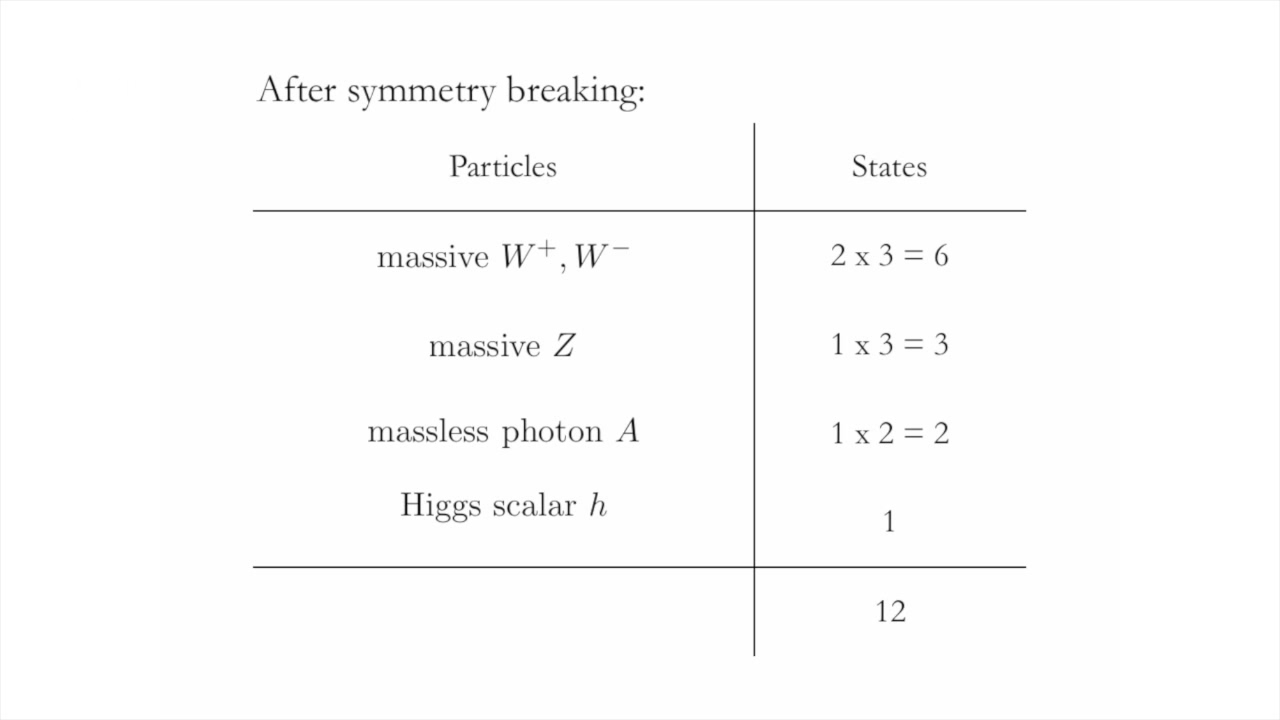 After symmetry breaking:
Particles States
massive W⁺, W⁻ 2 x 3 = 6
massive Z 1 x 3 = 3
massless photon A 1 x 2 = 2
Higgs scalar h 1
12